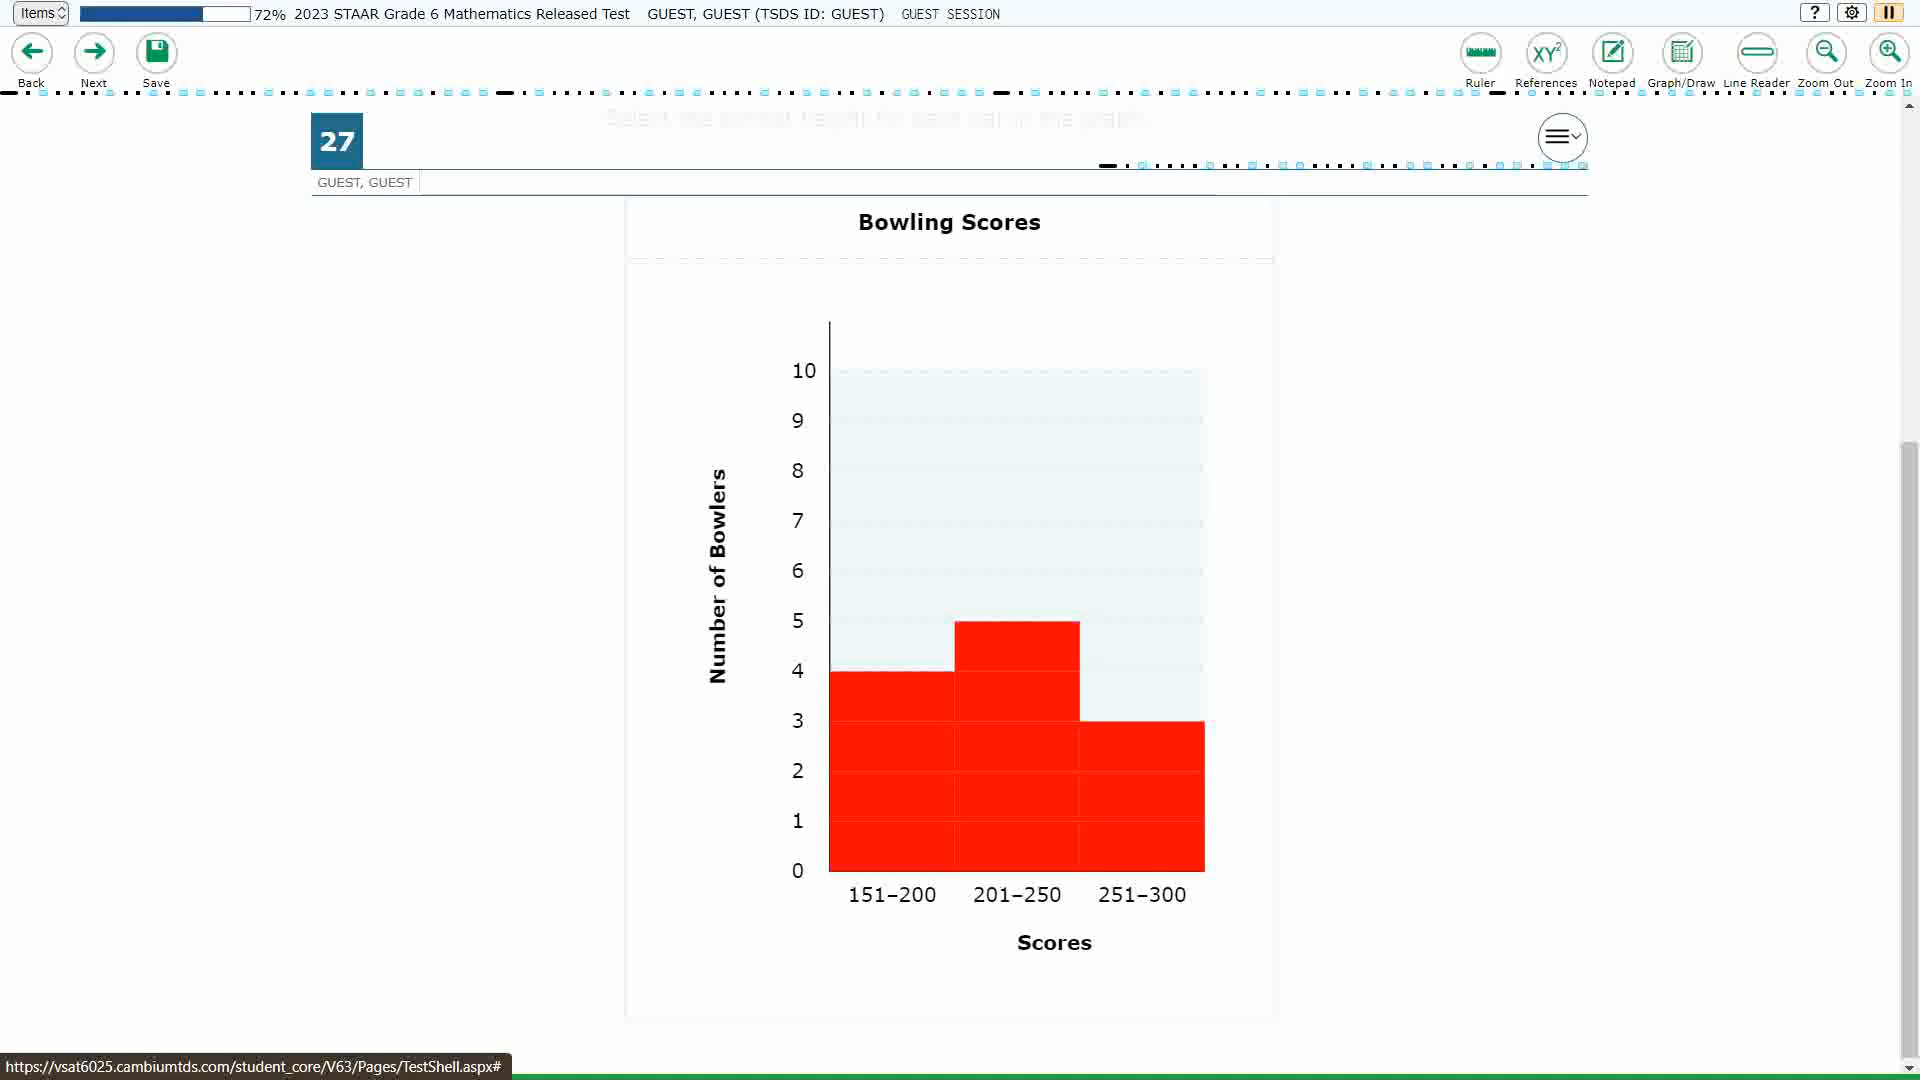 Items 72% 2023 STAAR Grade 6 Mathematics Released Test GUEST, GUEST (TSDS ID: GUEST) GUEST SESSION ?
Back Next Save Ruler References Notepad Graph/Draw Line Reader Zoom Out Zoom In
XY²
27
GUEST, GUEST
Bowling Scores
Number of Bowlers
10
9
8
7
6
5
4
3
2
1
0
151–200 201–250 251–300
Scores
https://vsat6025.cambiumtds.com/student_core/V63/Pages/TestShell.aspx#